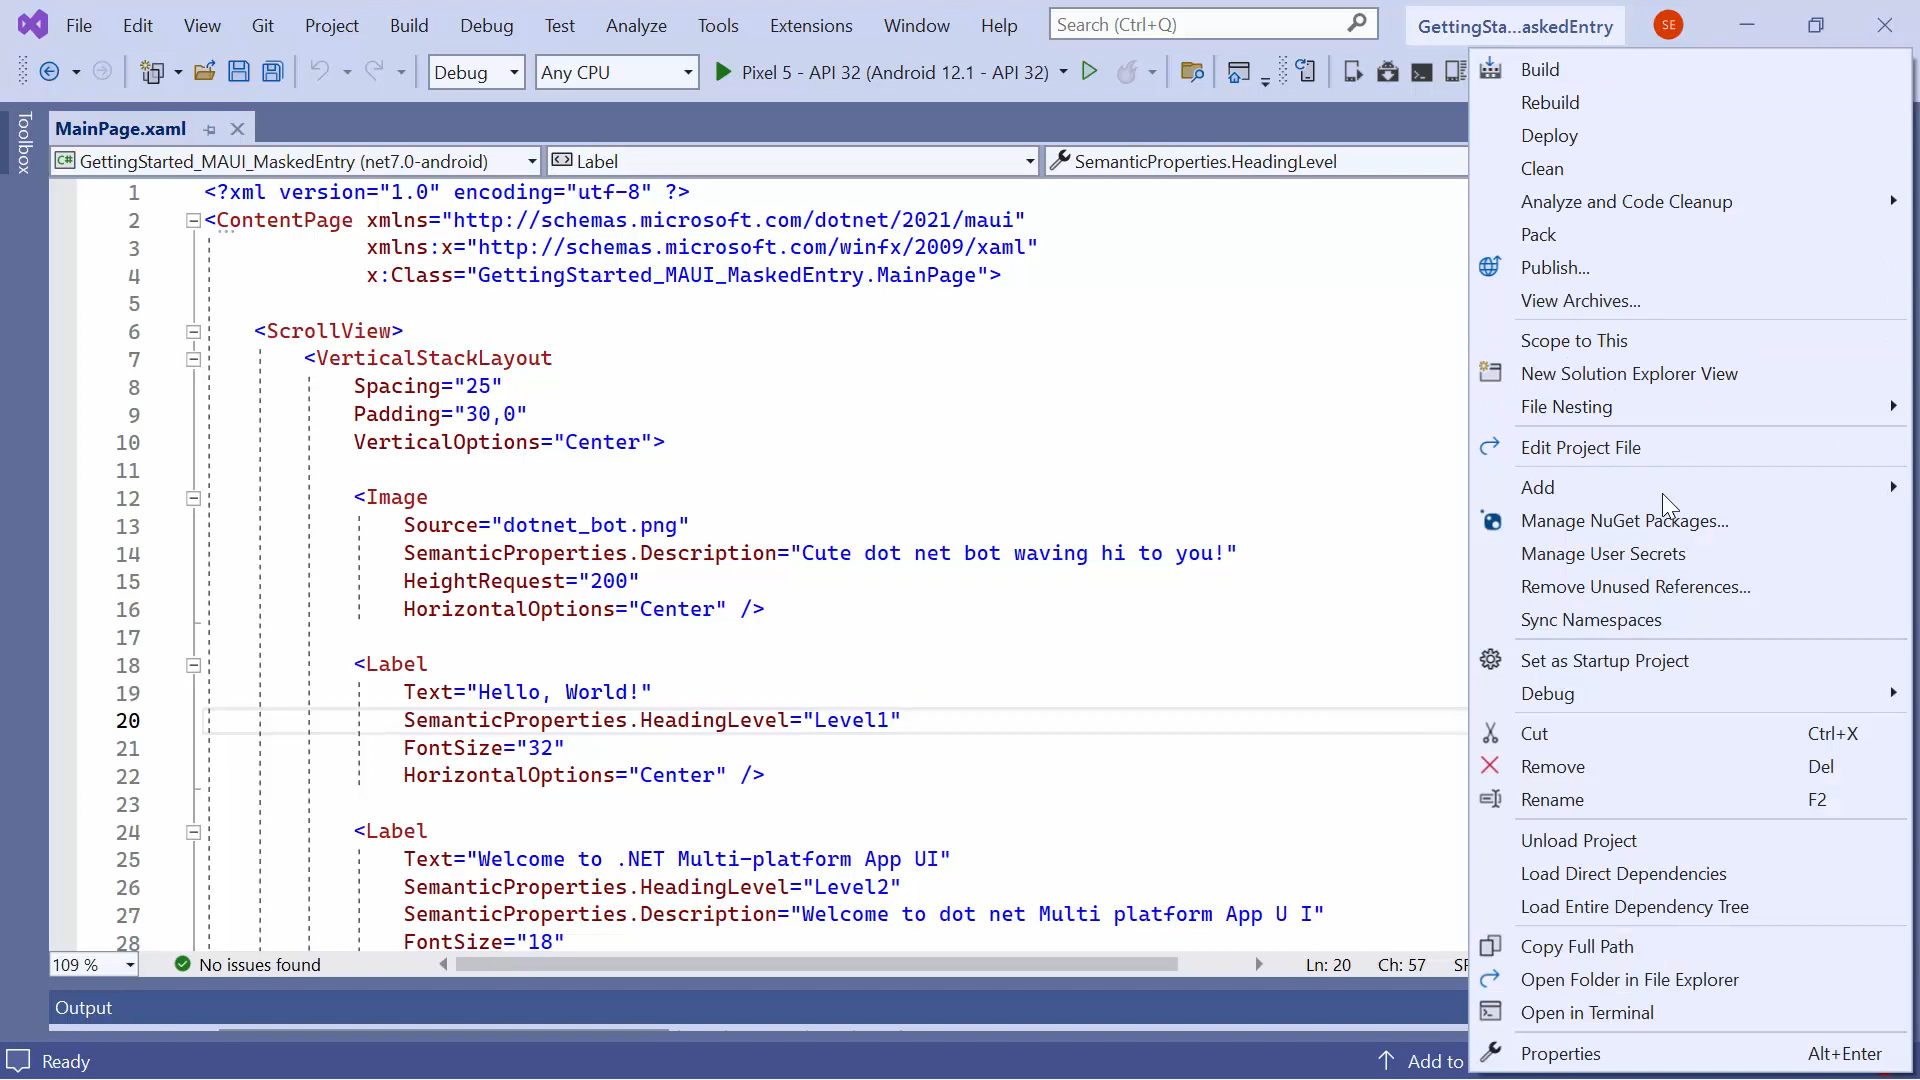 File Edit View Git Project Build Debug Test Analyze Tools Extensions Window Help Search (Ctrl+Q) GettingSta...askedEntry SE
Debug Any CPU Pixel 5 - API 32 (Android 12.1 - API 32)
Toolbox
MainPage.xaml
GettingStarted_MAUI_MaskedEntry (net7.0-android) Label SemanticProperties.HeadingLevel
1 <?xml version="1.0" encoding="utf-8" ?>
2 <ContentPage xmlns="http://schemas.microsoft.com/dotnet/2021/maui"
3 xmlns:x="http://schemas.microsoft.com/winfx/2009/xaml"
4 x:Class="GettingStarted_MAUI_MaskedEntry.MainPage">
5
6 <ScrollView>
7 <VerticalStackLayout
8 Spacing="25"
9 Padding="30,0"
10 VerticalOptions="Center">
11
12 <Image
13 Source="dotnet_bot.png"
14 SemanticProperties.Description="Cute dot net bot waving hi to you!"
15 HeightRequest="200"
16 HorizontalOptions="Center" />
17
18 <Label
19 Text="Hello, World!"
20 SemanticProperties.HeadingLevel="Level1"
21 FontSize="32"
22 HorizontalOptions="Center" />
23
24 <Label
25 Text="Welcome to .NET Multi-platform App UI"
26 SemanticProperties.HeadingLevel="Level2"
27 SemanticProperties.Description="Welcome to dot net Multi platform App U I"
28 FontSize="18"
109 % No issues found Ln: 20 Ch: 57
Output
Ready Add to
Build
Rebuild
Deploy
Clean
Analyze and Code Cleanup
Pack
Publish...
View Archives...
Scope to This
New Solution Explorer View
File Nesting
Edit Project File
Add
Manage NuGet Packages...
Manage User Secrets
Remove Unused References...
Sync Namespaces
Set as Startup Project
Debug
Cut Ctrl+X
Remove Del
Rename F2
Unload Project
Load Direct Dependencies
Load Entire Dependency Tree
Copy Full Path
Open Folder in File Explorer
Open in Terminal
Properties Alt+Enter